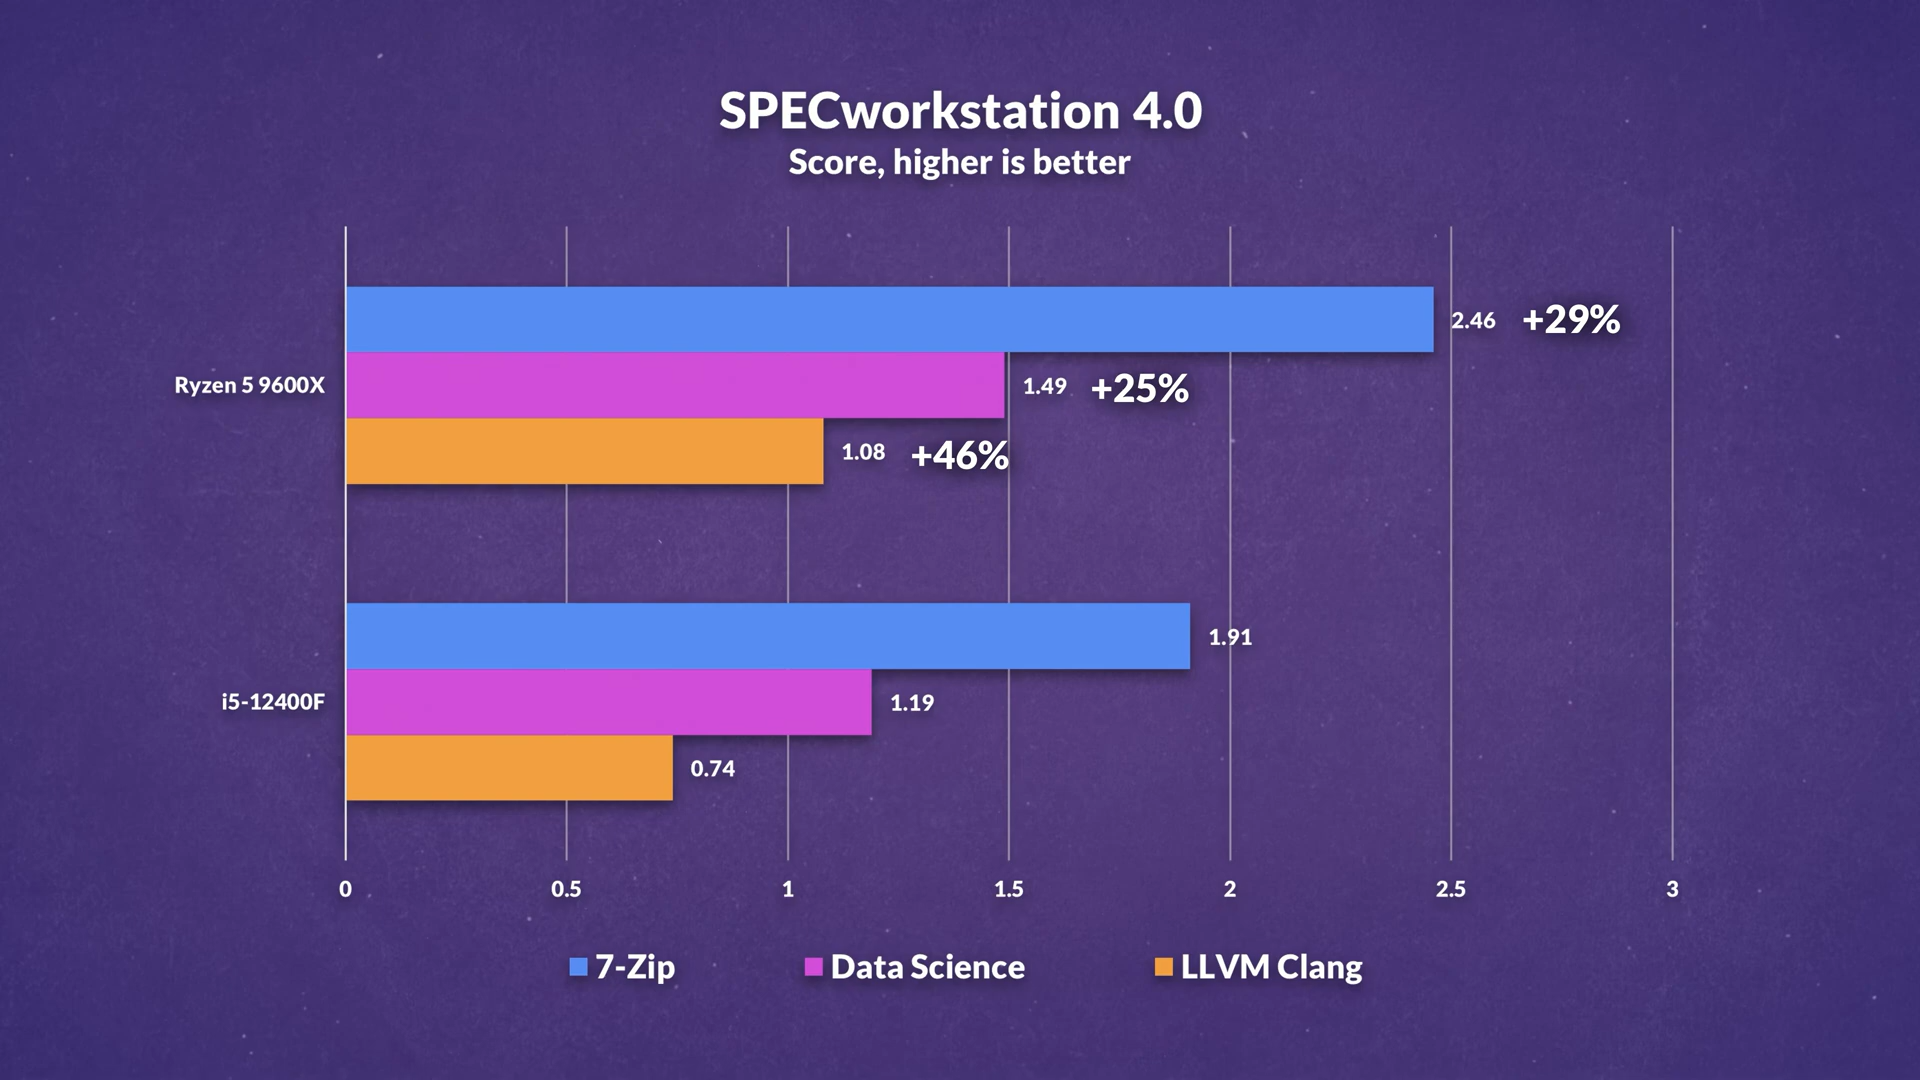 SPECworkstation 4.0
Score, higher is better
2.46 +29%
Ryzen 5 9600X 1.49 +25%
1.08 +46%
1.91
i5-12400F 1.19
0.74
0 0.5 1 1.5 2 2.5 3
7-Zip Data Science LLVM Clang